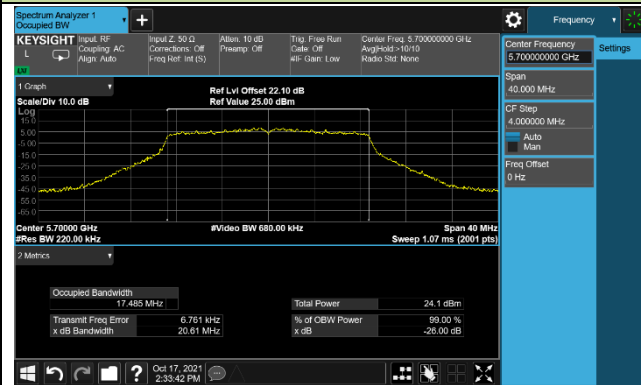 Spectrum Analyzer 1
Occupied BW
+
Frequency
KEYSIGHT Input: RF Input Z: 50 Ω Atten: 10 dB Trig: Free Run Center Freq: 5.700000000 GHz
L Coupling: AC Corrections: Off Preamp: Off Gate: Off Avg|Hold:>10/10
Align: Auto Freq Ref: Int (S) #IF Gain: Low Radio Std: None
LXI
Center Frequency
5.700000000 GHz
Settings
Span
40.000 MHz
CF Step
4.000000 MHz
Auto
Man
Freq Offset
0 Hz
1 Graph
Scale/Div 10.0 dB
Ref Lvl Offset 22.10 dB
Ref Value 25.00 dBm
Log
15.0
5.00
-5.00
-15.0
-25.0
-35.0
-45.0
-55.0
-65.0
Center 5.70000 GHz #Video BW 680.00 kHz Span 40 MHz
#Res BW 220.00 kHz Sweep 1.07 ms (2001 pts)
2 Metrics
Occupied Bandwidth
17.485 MHz Total Power 24.1 dBm
Transmit Freq Error 6.761 kHz % of OBW Power 99.00 %
x dB Bandwidth 20.61 MHz x dB -26.00 dB
? Oct 17, 2021
2:33:42 PM